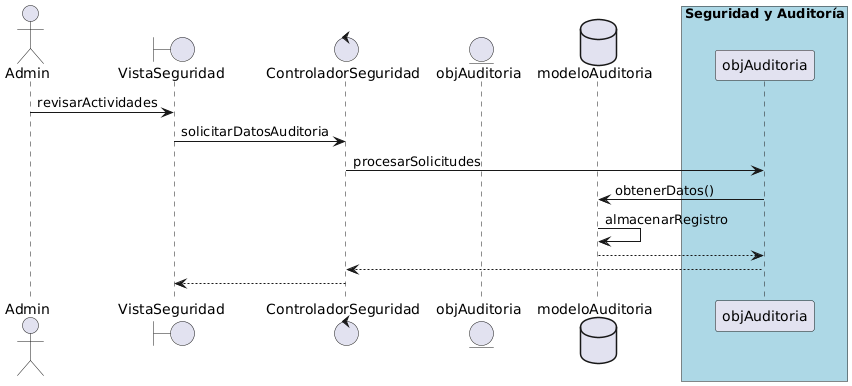 Seguridad y Auditoría
Admin
VistaSeguridad
ControladorSeguridad
objAuditoria
modeloAuditoria
objAuditoria
revisarActividades
solicitarDatosAuditoria
procesarSolicitudes
obtenerDatos()
almacenarRegistro
Admin
VistaSeguridad
ControladorSeguridad
objAuditoria
modeloAuditoria
objAuditoria